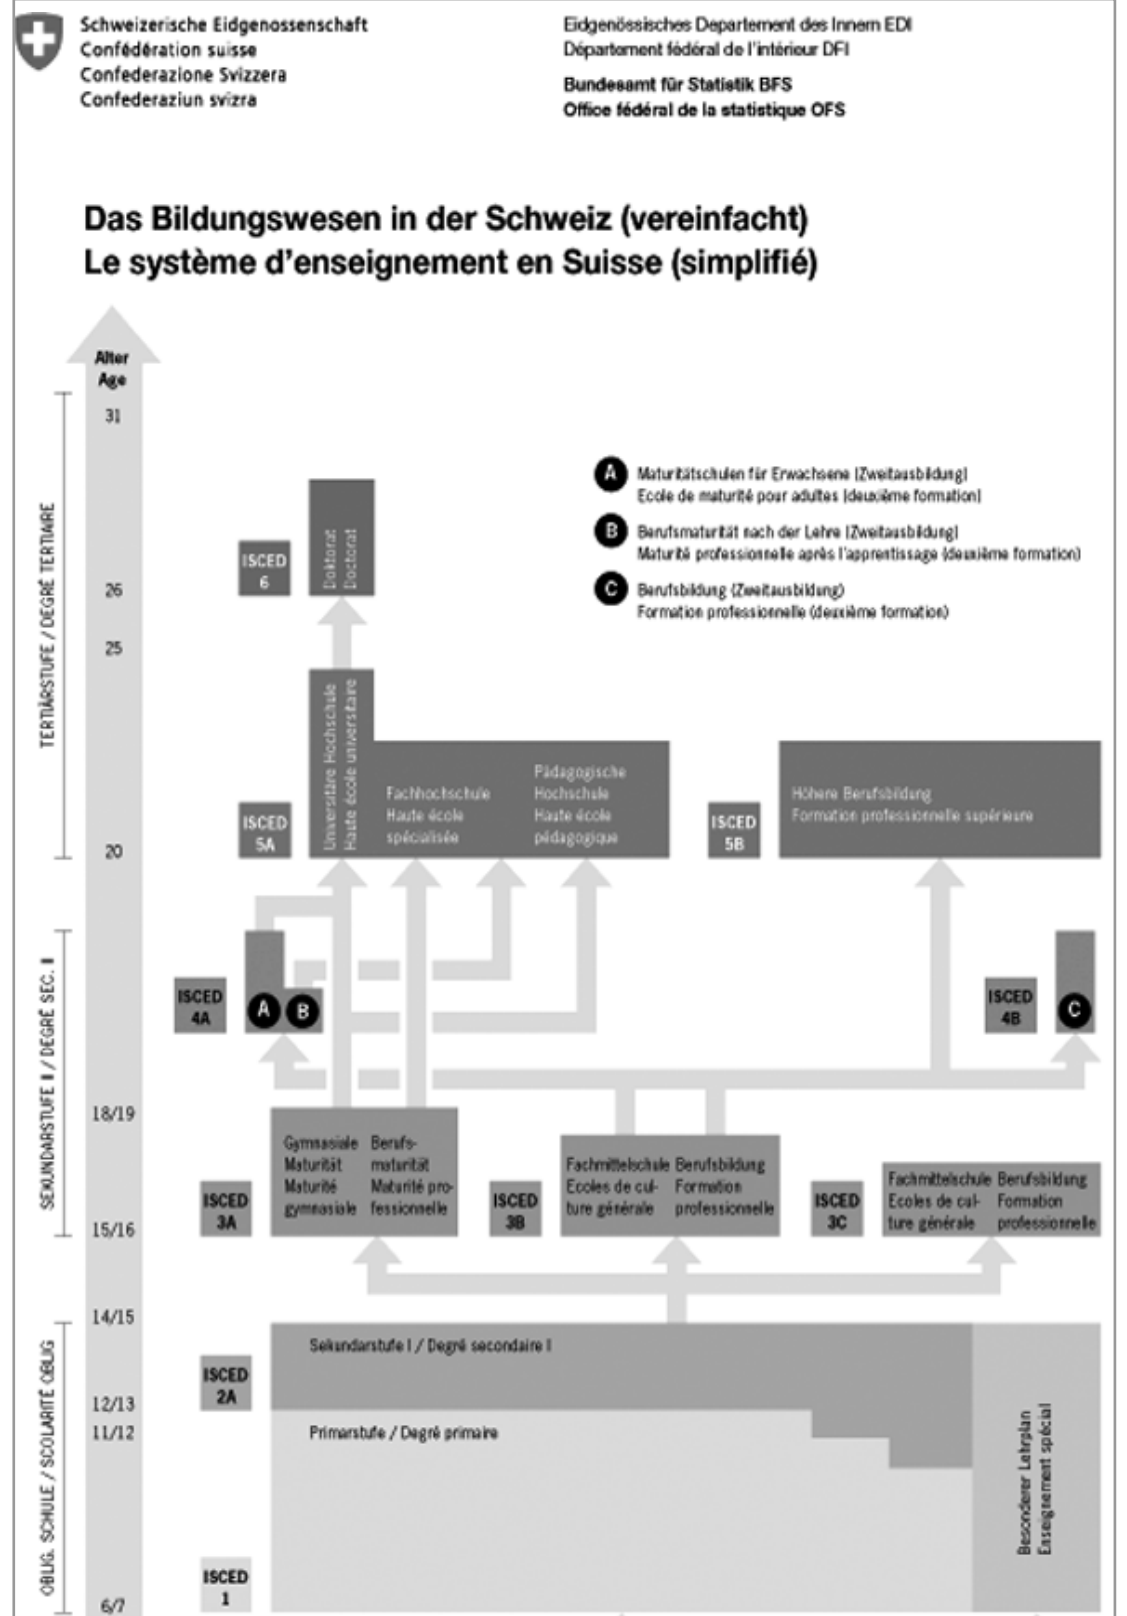 Schweizerische Eidgenossenschaft
Confédération suisse
Confederazione Svizzera
Confederaziun svizra
Eidgenössisches Departement des Innern EDI
Département fédéral de l'intérieur DFI
Bundesamt für Statistik BFS
Office fédéral de la statistique OFS
Das Bildungswesen in der Schweiz (vereinfacht)
Le système d'enseignement en Suisse (simplifié)
Alter
Age
31
26
25
20
18/19
15/16
14/15
12/13
11/12
6/7
TERTIÄRSTUFE / DEGRÉ TERTIAIRE
SEKUNDARSTUFE II / DEGRÉ SEC. II
OBLIG. SCHULE / SCOLARITÉ OBLIG
A
Maturitätschulen für Erwachsene (Zweitausbildung)
Ecole de maturité pour adultes (deuxième formation)
B
Berufsmaturität nach der Lehre (Zweitausbildung)
Maturité professionnelle après l'apprentissage (deuxième formation)
C
Berufsbildung (Zweitausbildung)
Formation professionnelle (deuxième formation)
ISCED
6
Doktorat
Doctorat
ISCED
5A
Universitäre Hochschule
Haute école universitaire
Fachhochschule
Haute école
spécialisée
Pädagogische
Hochschule
Haute école
pédagogique
ISCED
5B
Höhere Berufsbildung
Formation professionnelle supérieure
ISCED
4A
A
B
ISCED
4B
C
ISCED
3A
Gymnasiale
Maturität
Maturité
gymnasiale
Berufs-
maturität
Maturité pro-
fessionnelle
ISCED
3B
Fachmittelschule
Ecoles de cul-
ture générale
Berufsbildung
Formation
professionnelle
ISCED
3C
Fachmittelschule
Ecoles de cul-
ture générale
Berufsbildung
Formation
professionnelle
ISCED
2A
Sekundarstufe I / Degré secondaire I
Primarstufe / Degré primaire
ISCED
1
Besonderer Lehrplan
Enseignement spécial